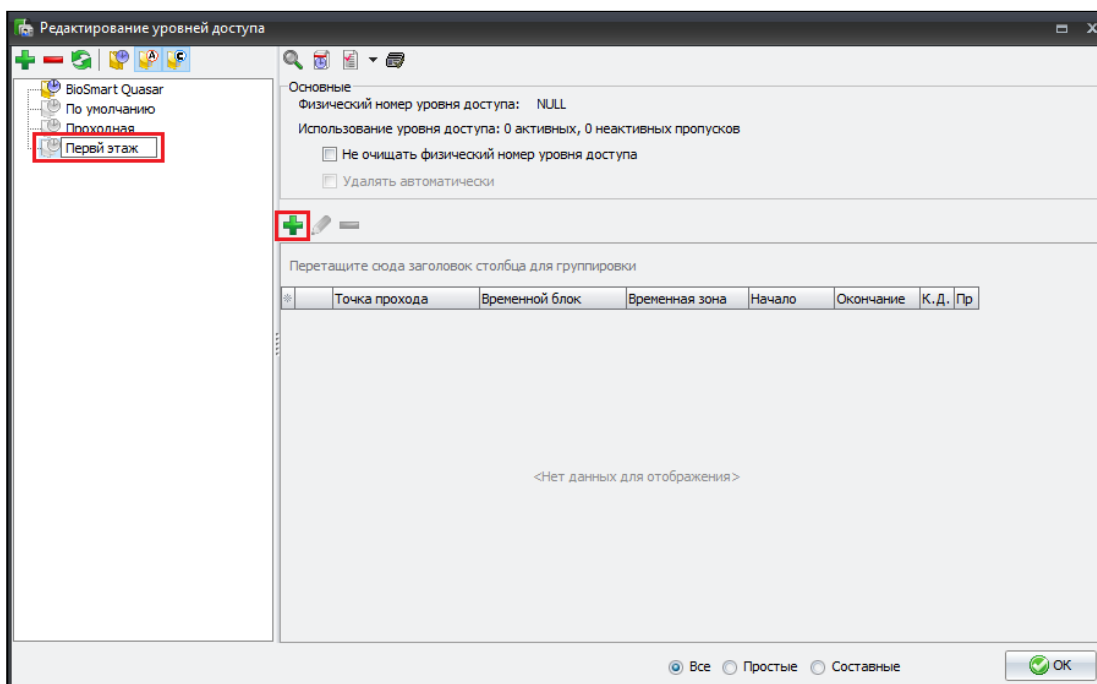 Редактирование уровней доступа
BioSmart Quasar
По умолчанию
Проходная
Первй этаж
Основные
Физический номер уровня доступа: NULL
Использование уровня доступа: 0 активных, 0 неактивных пропусков
Не очищать физический номер уровня доступа
Удалять автоматически
Перетащите сюда заголовок столбца для группировки
Точка прохода Временной блок Временная зона Начало Окончание К.Д. Пр
<Нет данных для отображения>
Все Простые Составные
ОК